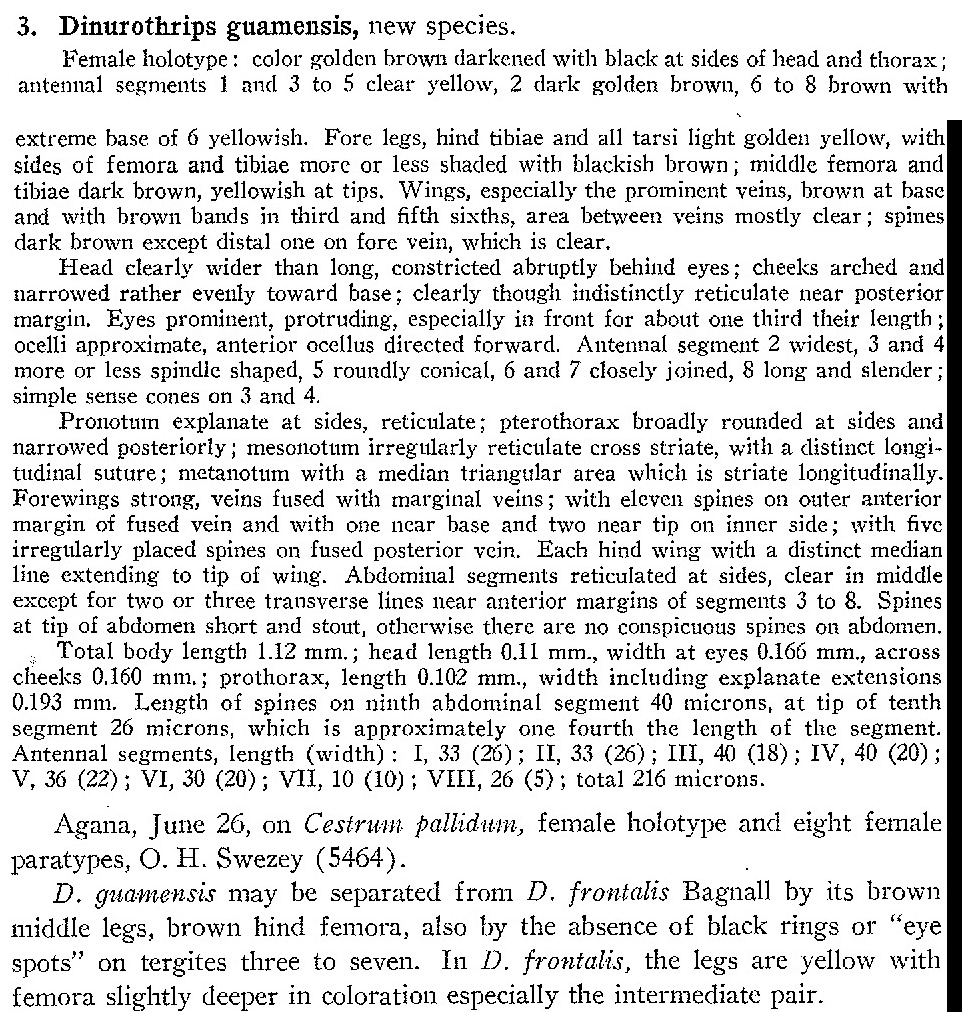 3. Dinurothrips guamensis, new species.
Female holotype: color golden brown darkened with black at sides of head and thorax;
antennal segments 1 and 3 to 5 clear yellow, 2 dark golden brown, 6 to 8 brown with
extreme base of 6 yellowish. Fore legs, hind tibiae and all tarsi light golden yellow, with
sides of femora and tibiae more or less shaded with blackish brown; middle femora and
tibiae dark brown, yellowish at tips. Wings, especially the prominent veins, brown at base
and with brown bands in third and fifth sixths, area between veins mostly clear; spines
dark brown except distal one on fore vein, which is clear.
Head clearly wider than long, constricted abruptly behind eyes; cheeks arched and
narrowed rather evenly toward base; clearly though indistinctly reticulate near posterior
margin. Eyes prominent, protruding, especially in front for about one third their length;
ocelli approximate, anterior ocellus directed forward. Antennal segment 2 widest, 3 and 4
more or less spindle shaped, 5 roundly conical, 6 and 7 closely joined, 8 long and slender;
simple sense cones on 3 and 4.
Pronotum explanate at sides, reticulate; pterothorax broadly rounded at sides and
narrowed posteriorly; mesonotum irregularly reticulate cross striate, with a distinct longi-
tudinal suture; metanotum with a median triangular area which is striate longitudinally.
Forewings strong, veins fused with marginal veins; with eleven spines on outer anterior
margin of fused vein and with one near base and two near tip on inner side; with five
irregularly placed spines on fused posterior vein. Each hind wing with a distinct median
line extending to tip of wing. Abdominal segments reticulated at sides, clear in middle
except for two or three transverse lines near anterior margins of segments 3 to 8. Spines
at tip of abdomen short and stout, otherwise there are no conspicuous spines on abdomen.
Total body length 1.12 mm.; head length 0.11 mm., width at eyes 0.166 mm., across
cheeks 0.160 mm.; prothorax, length 0.102 mm., width including explanate extensions
0.193 mm. Length of spines on ninth abdominal segment 40 microns, at tip of tenth
segment 26 microns, which is approximately one fourth the length of the segment.
Antennal segments, length (width): I, 33 (26); II, 33 (26); III, 40 (18); IV, 40 (20);
V, 36 (22); VI, 30 (20); VII, 10 (10); VIII, 26 (5); total 216 microns.
Agana, June 26, on Cestrum pallidum, female holotype and eight female
paratypes, O. H. Swezey (5464).
D. guamensis may be separated from D. frontalis Bagnall by its brown
middle legs, brown hind femora, also by the absence of black rings or "eye
spots" on tergites three to seven. In D. frontalis, the legs are yellow with
femora slightly deeper in coloration especially the intermediate pair.